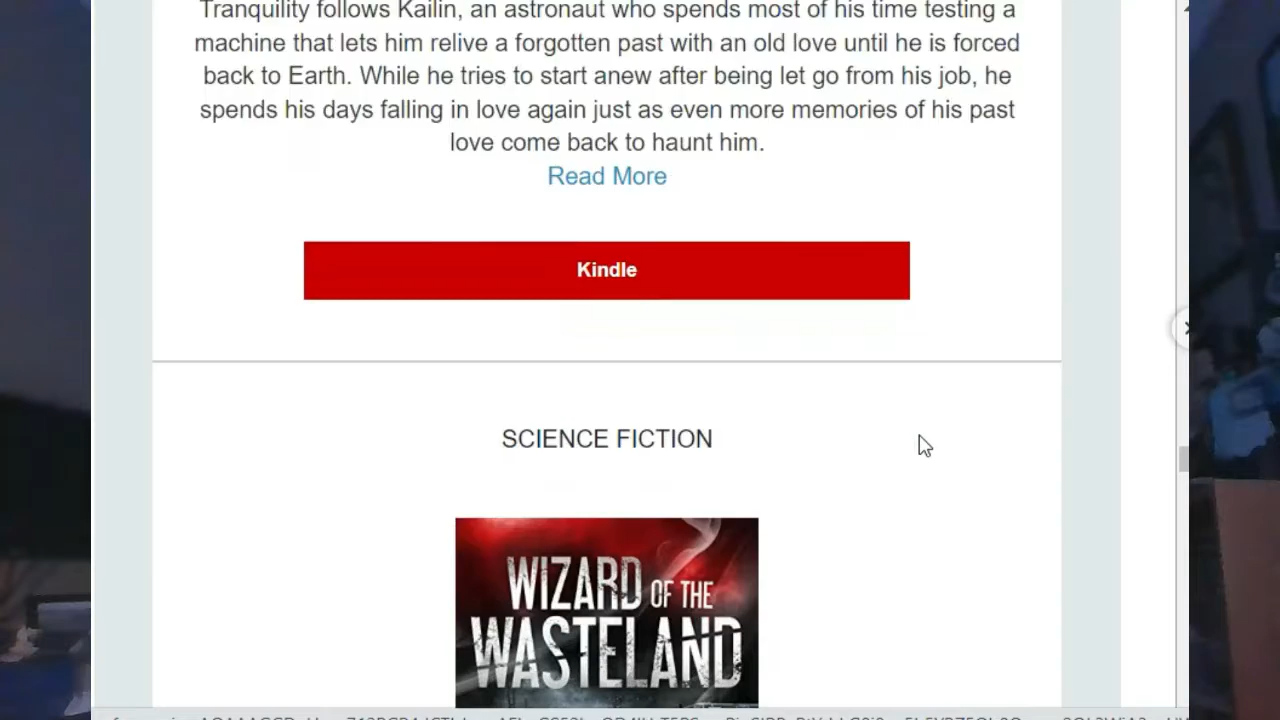 Tranquility follows Kailin, an astronaut who spends most of his time testing a
machine that lets him relive a forgotten past with an old love until he is forced
back to Earth. While he tries to start anew after being let go from his job, he
spends his days falling in love again just as even more memories of his past
love come back to haunt him.
Read More
Kindle
SCIENCE FICTION
WIZARD OF THE
WASTELAND